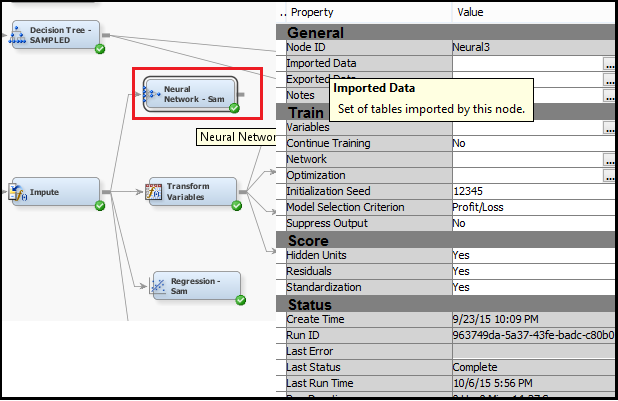 Decision Tree -
SAMPLED
Neural
Network - Sam
Neural Networ
Impute
Transform
Variables
Regression -
Sam
.. Property Value
General
Node ID Neural3
Imported Data ...
Exported Data ...
Notes ...
Imported Data
Set of tables imported by this node.
Train
Variables ...
Continue Training No
Network ...
Optimization ...
Initialization Seed 12345
Model Selection Criterion Profit/Loss
Suppress Output No
Score
Hidden Units Yes
Residuals Yes
Standardization Yes
Status
Create Time 9/23/15 10:09 PM
Run ID 963749da-5a37-43fe-badc-c80b0
Last Error
Last Status Complete
Last Run Time 10/6/15 5:56 PM